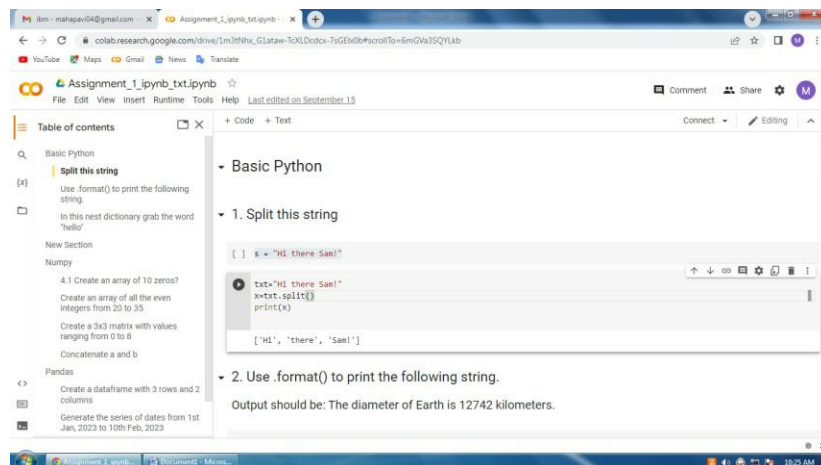 ibm - mahapavi04@gmail.com -
Assignment_1_ipynb_txt.ipynb -
colab.research.google.com/drive/1m3tNhx_G1ataw-TcXLDcdcx-7sGEIx0b#scrollTo=6mGVa3SQYLkb
YouTube Maps Gmail News Translate
Assignment_1_ipynb_txt.ipynb
File Edit View Insert Runtime Tools Help Last edited on September 15
Comment Share M
Table of contents
+ Code + Text
Connect Editing
Basic Python
Split this string
Use .format() to print the following
string.
In this nest dictionary grab the word
"hello"
New Section
Numpy
4.1 Create an array of 10 zeros?
Create an array of all the even
integers from 20 to 35
Create a 3x3 matrix with values
ranging from 0 to 8
Concatenate a and b
Pandas
Create a dataframe with 3 rows and 2
columns
Generate the series of dates from 1st
Jan, 2023 to 10th Feb, 2023
Basic Python
1. Split this string
[ ] s = "Hi there Sam!"
txt="Hi there Sam!"
x=txt.split()
print(x)
['Hi', 'there', 'Sam!']
2. Use .format() to print the following string.
Output should be: The diameter of Earth is 12742 kilometers.
Assignment_1_ipynb... Document1 - Micros...
10:25 AM